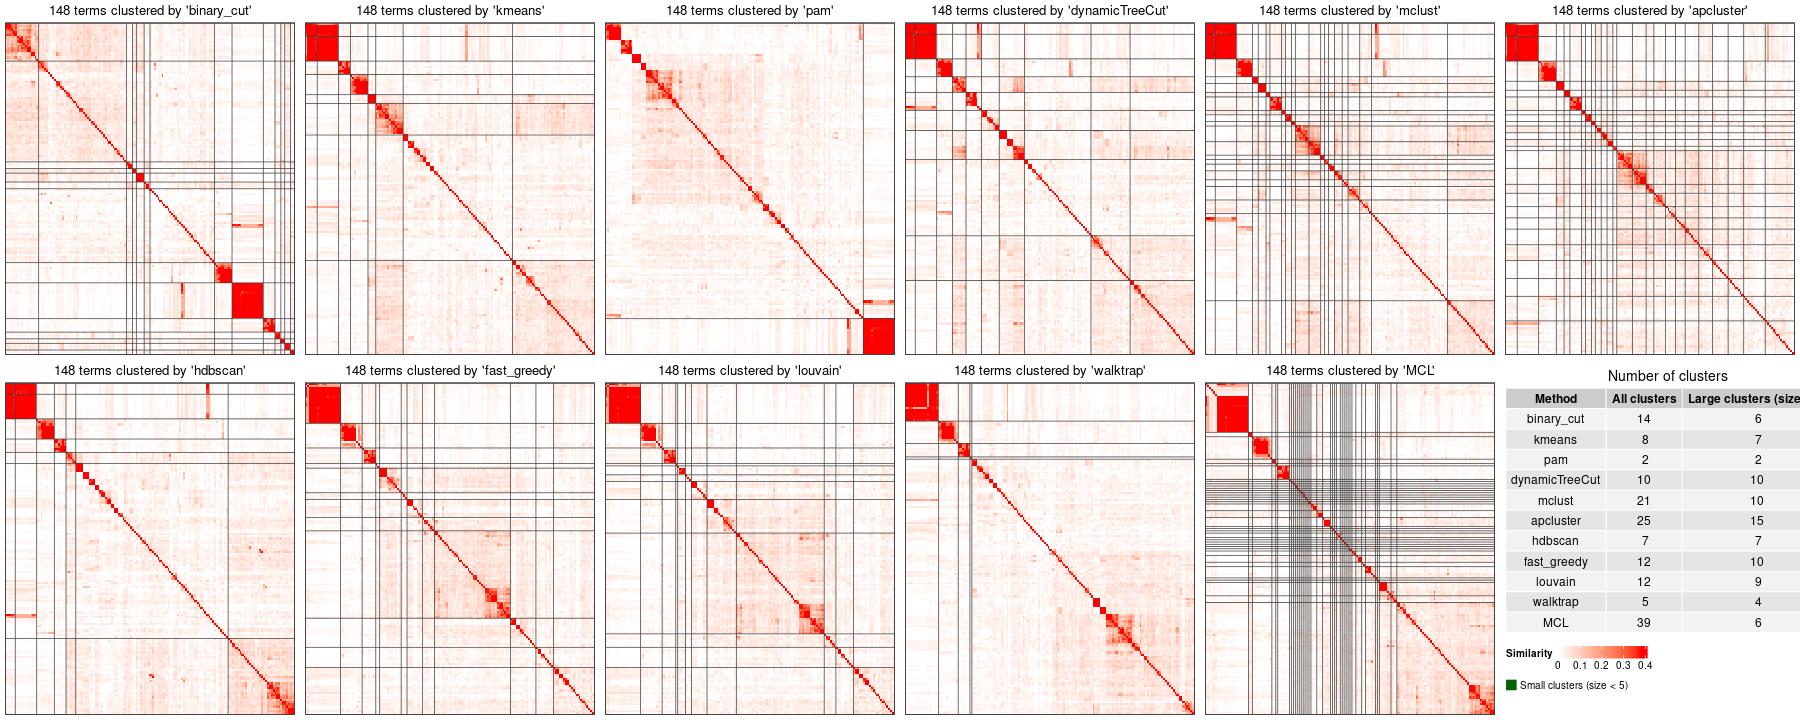 148 terms clustered by 'binary_cut'
148 terms clustered by 'kmeans'
148 terms clustered by 'pam'
148 terms clustered by 'dynamicTreeCut'
148 terms clustered by 'mclust'
148 terms clustered by 'apcluster'
148 terms clustered by 'hdbscan'
148 terms clustered by 'fast_greedy'
148 terms clustered by 'louvain'
148 terms clustered by 'walktrap'
148 terms clustered by 'MCL'
Number of clusters
Method All clusters Large clusters (size
binary_cut 14 6
kmeans 8 7
pam 2 2
dynamicTreeCut 10 10
mclust 21 10
apcluster 25 15
hdbscan 7 7
fast_greedy 12 10
louvain 12 9
walktrap 5 4
MCL 39 6
Similarity
0 0.1 0.2 0.3 0.4
Small clusters (size < 5)